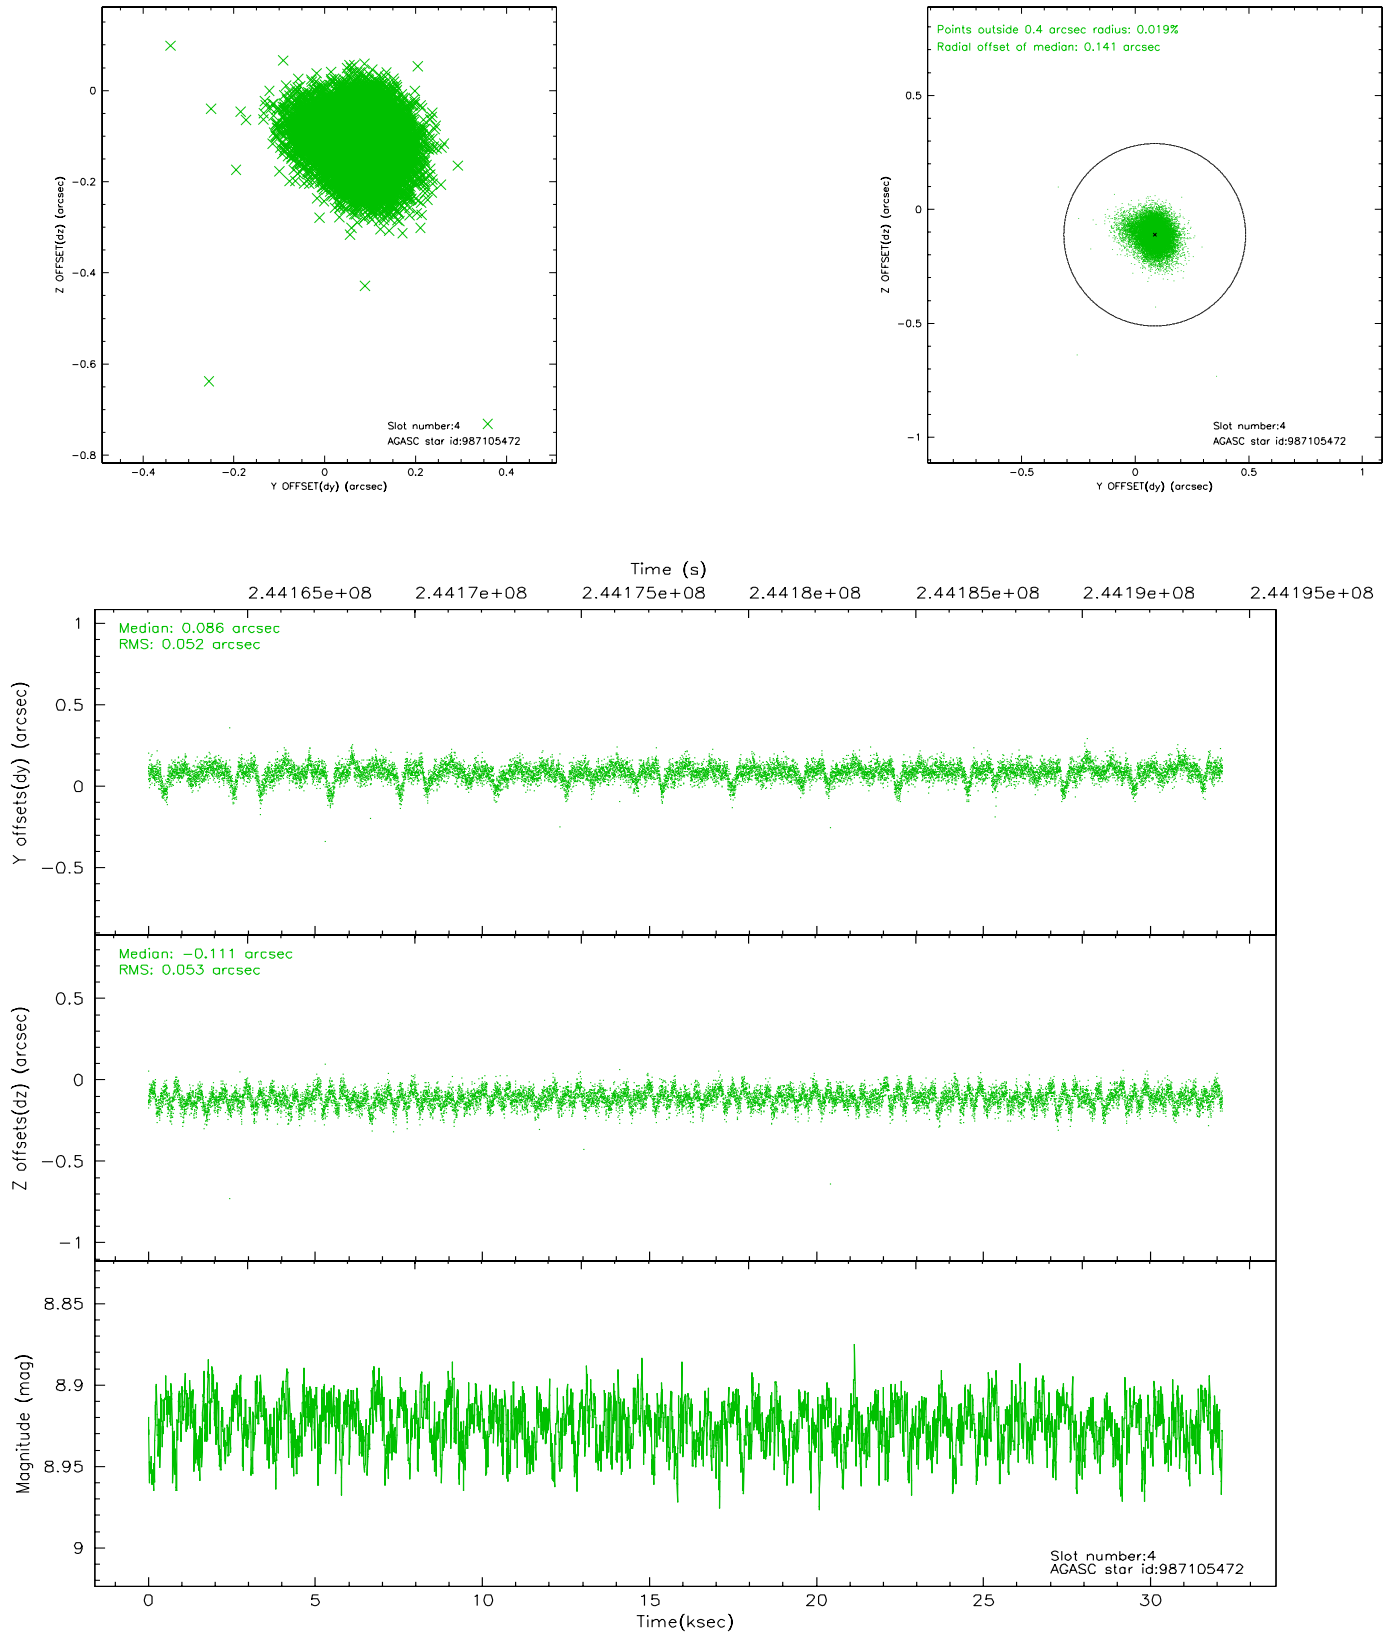 0
−0.2
−0.4
−0.6
−0.8
Z OFFSET(dz) (arcsec)
−0.4
−0.2
0
0.2
0.4
Y OFFSET(dy) (arcsec)
Slot number:4
AGASC star id:987105472
Points outside 0.4 arcsec radius: 0.019%
Radial offset of median: 0.141 arcsec
0.5
0
−0.5
−1
Z OFFSET(dz) (arcsec)
Slot number:4
AGASC star id:987105472
−0.5
0
0.5
1
Y OFFSET(dy) (arcsec)
Time (s)
2.44165e+08
2.4417e+08
2.44175e+08
2.4418e+08
2.44185e+08
2.4419e+08
2.44195e+08
Median: 0.086 arcsec
RMS: 0.052 arcsec
1
0.5
0
−0.5
Y offsets(dy) (arcsec)
Median: −0.111 arcsec
RMS: 0.053 arcsec
0.5
0
−0.5
−1
Z offsets(dz) (arcsec)
8.85
8.9
8.95
9
Magnitude (mag)
Slot number:4
AGASC star id:987105472
0
5
10
15
20
25
30
Time(ksec)